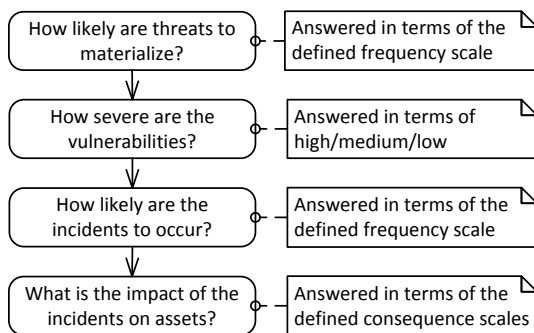 How likely are threats to
materialize?
Answered in terms of the
defined frequency scale
How severe are the
vulnerabilities?
Answered in terms of
high/medium/low
How likely are the
incidents to occur?
Answered in terms of the
defined frequency scale
What is the impact of the
incidents on assets?
Answered in terms of the
defined consequence scales